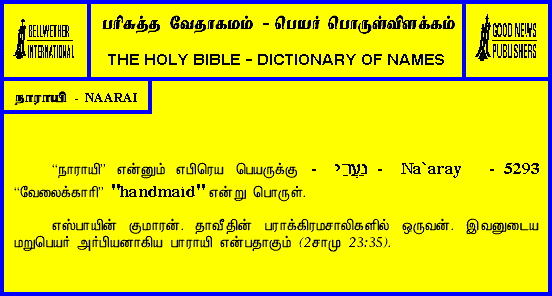 BELLWETHER
INTERNATIONAL
பரிசுத்த வேதாகமம் - பெயர் பொருள்விளக்கம்
THE HOLY BIBLE - DICTIONARY OF NAMES
GOOD NEWS
PUBLISHERS
நாராயி - NAARAI
“நாராயி” என்னும் எபிரெய பெயருக்கு - נַעֲרַי - Na`aray - 5293
“வேலைக்காரி” "handmaid" என்று பொருள்.
எஸ்பாயின் குமாரன். தாவீதின் பராக்கிரமசாலிகளில் ஒருவன். இவனுடைய
மறுபெயர் அர்பியனாகிய பாராயி என்பதாகும் (2சாமு 23:35).